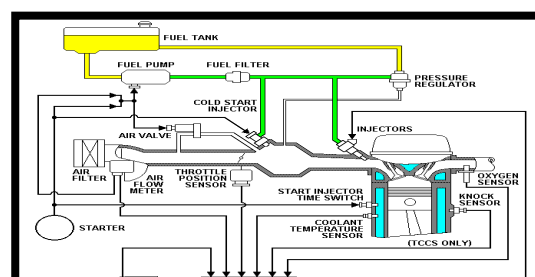 FUEL TANK
FUEL PUMP
FUEL FILTER
PRESSURE
REGULATOR
COLD START
INJECTOR
AIR VALVE
INJECTORS
AIR
FILTER
AIR
FLOW
METER
THROTTLE
POSITION
SENSOR
OXYGEN
SENSOR
START INJECTOR
TIME SWITCH
KNOCK
SENSOR
STARTER
COOLANT
TEMPERATURE
SENSOR
(TCCS ONLY)